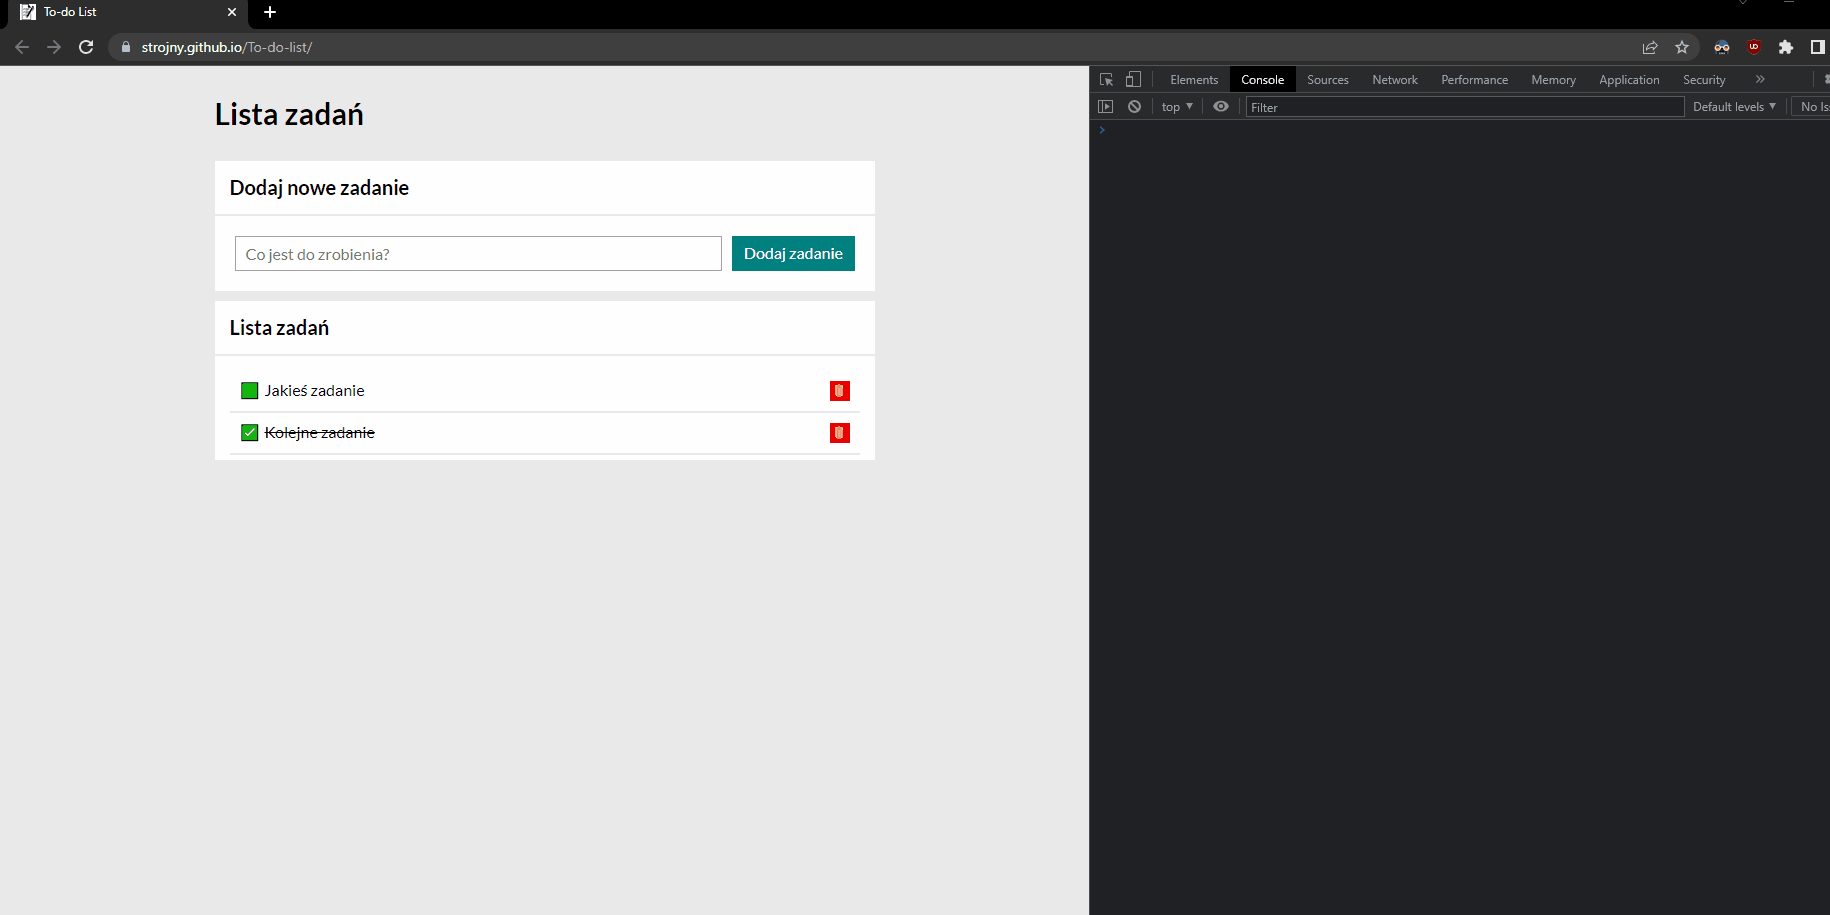 To-do List
strojny.github.io/To-do-list/
Elements Console Sources Network Performance Memory Application Security
top Filter Default levels No Is
Lista zadań
Dodaj nowe zadanie
Co jest do zrobienia? Dodaj zadanie
Lista zadań
Jakieś zadanie
Kolejne zadanie